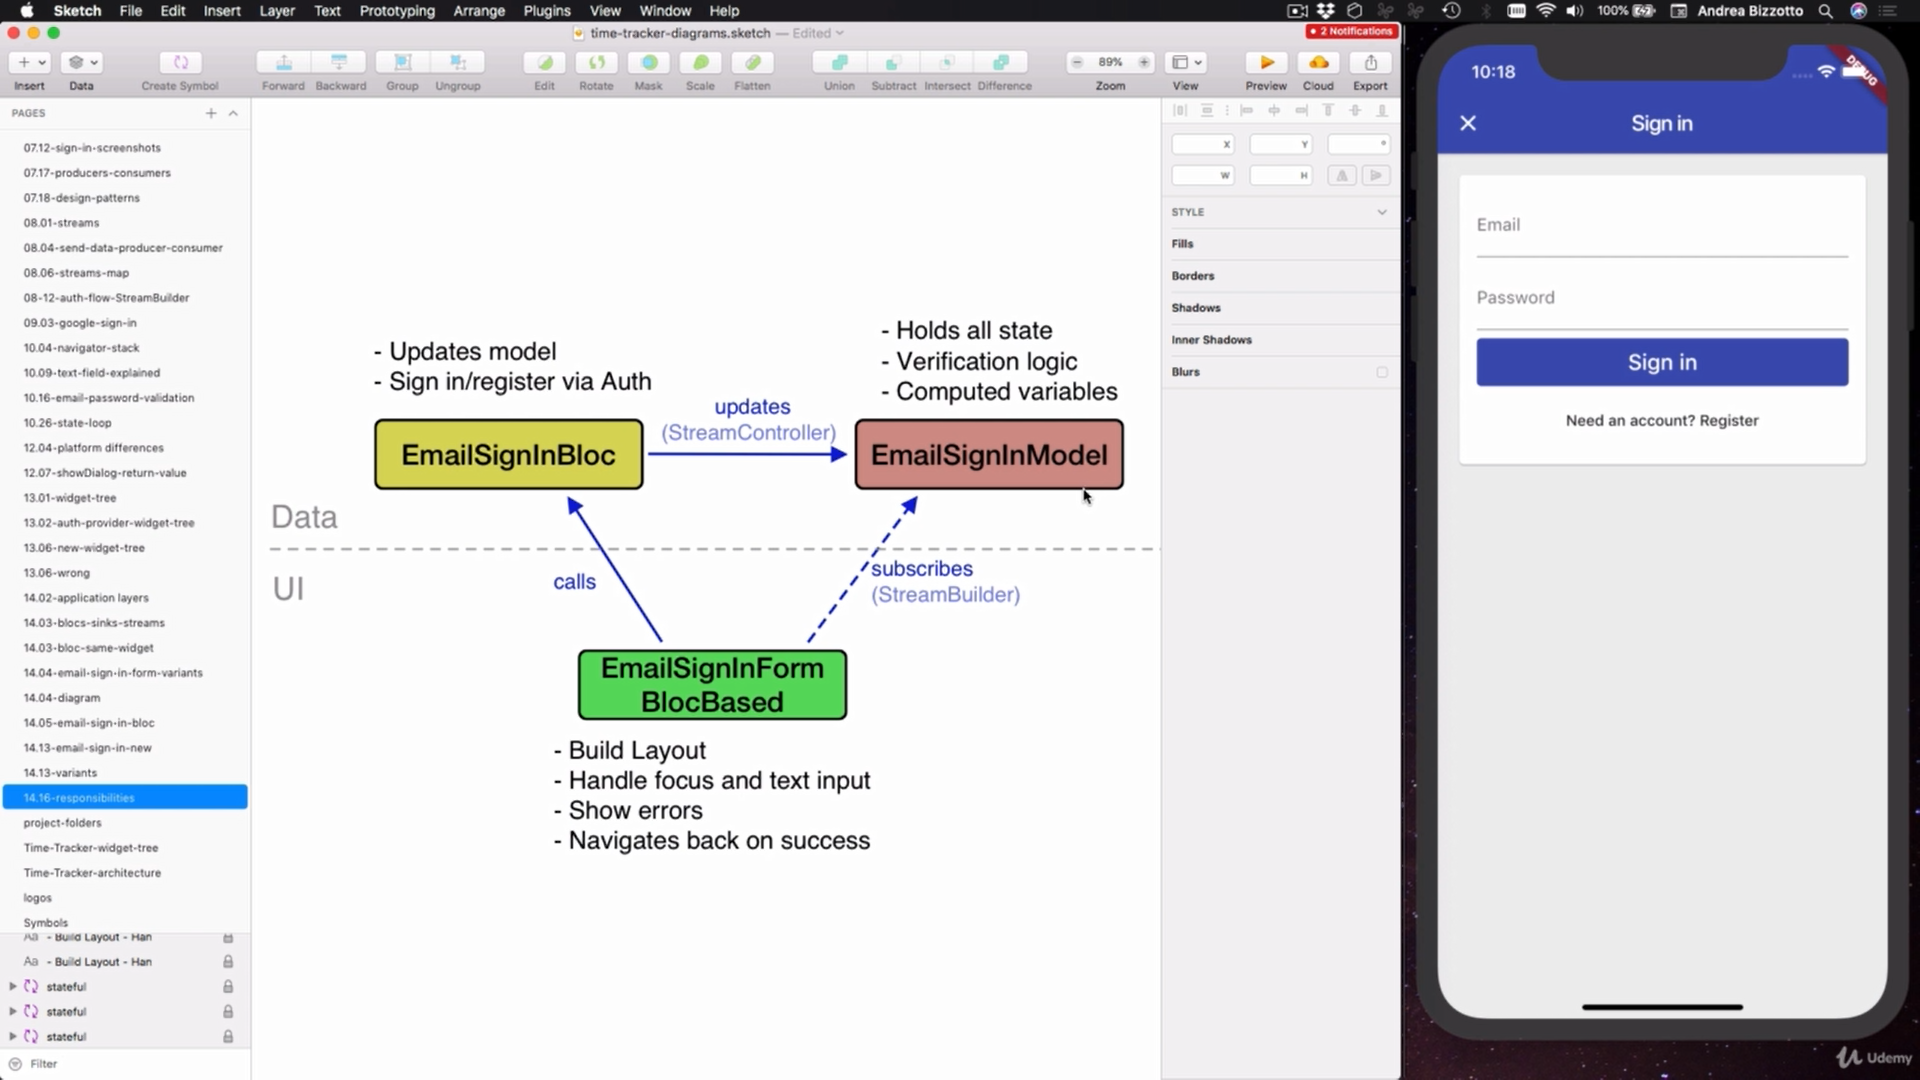 Sketch File Edit Insert Layer Text Prototyping Arrange Plugins View Window Help
100% Andrea Bizzotto
time-tracker-diagrams.sketch — Edited
2 Notifications
89%
Insert Data Create Symbol Forward Backward Group Ungroup Edit Rotate Mask Scale Flatten Union Subtract Intersect Difference Zoom View Preview Cloud Export
PAGES
07.12-sign-in-screenshots
07.17-producers-consumers
07.18-design-patterns
08.01-streams
08.04-send-data-producer-consumer
08.06-streams-map
08-12-auth-flow-StreamBuilder
09.03-google-sign-in
10.04-navigator-stack
10.09-text-field-explained
10.16-email-password-validation
10.26-state-loop
12.04-platform differences
12.07-showDialog-return-value
13.01-widget-tree
13.02-auth-provider-widget-tree
13.06-new-widget-tree
13.06-wrong
14.02-application layers
14.03-blocs-sinks-streams
14.03-bloc-same-widget
14.04-email-sign-in-form-variants
14.04-diagram
14.05-email-sign-in-bloc
14.13-email-sign-in-new
14.13-variants
14.16-responsibilities
project-folders
Time-Tracker-widget-tree
Time-Tracker-architecture
logos
Symbols
Aa - Build Layout - Han
Aa - Build Layout - Han
stateful
stateful
stateful
Filter
- Updates model
- Sign in/register via Auth
EmailSignInBloc
updates
(StreamController)
- Holds all state
- Verification logic
- Computed variables
EmailSignInModel
Data
UI
calls
subscribes
(StreamBuilder)
EmailSignInForm
BlocBased
- Build Layout
- Handle focus and text input
- Show errors
- Navigates back on success
X Y °
W H
STYLE
Fills
Borders
Shadows
Inner Shadows
Blurs
10:18
DEBUG
Sign in
Email
Password
Sign in
Need an account? Register
Udemy